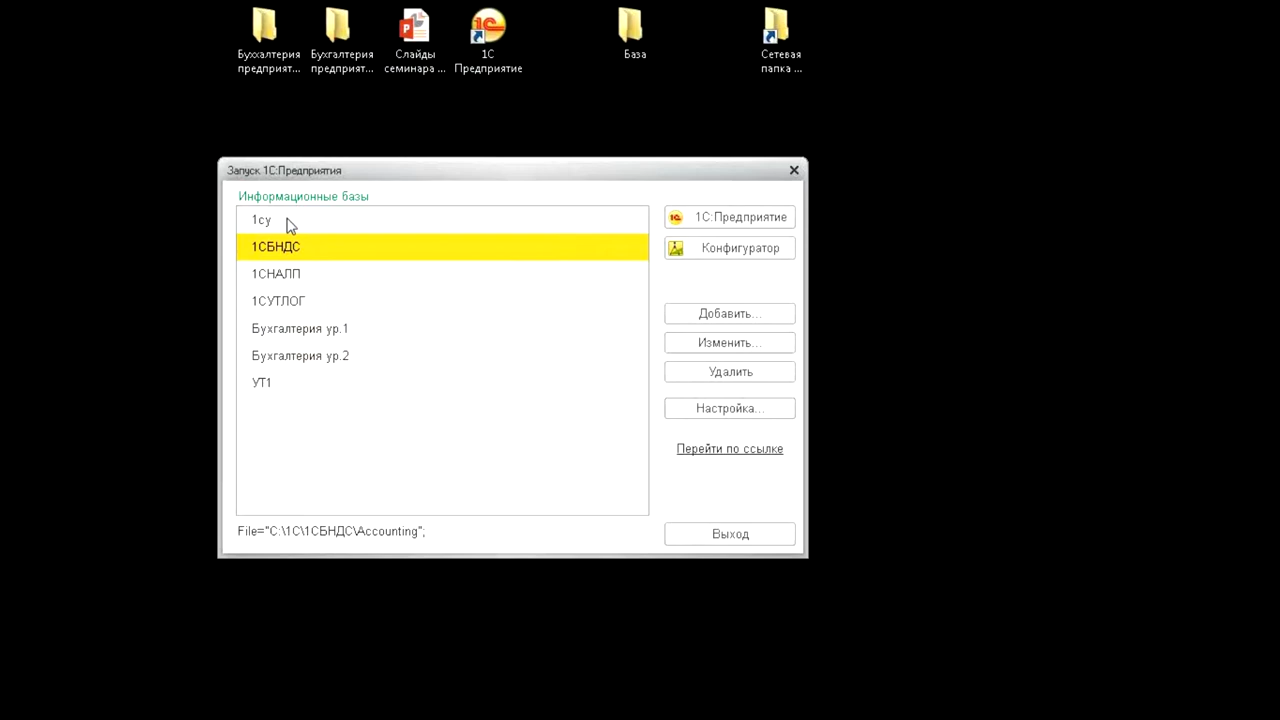 Бухгалтерия
предприят...
Бухгалтерия
предприят...
Слайды
семинара ...
1С
Предприятие
База
Сетевая
папка ...
Запуск 1С:Предприятия
Информационные базы
1су
1СБНДС
1СНАЛП
1СУТЛОГ
Бухгалтерия ур.1
Бухгалтерия ур.2
УТ1
File="C:\1С\1СБНДС\Accounting";
1С:Предприятие
Конфигуратор
Добавить...
Изменить...
Удалить
Настройка...
Перейти по ссылке
Выход